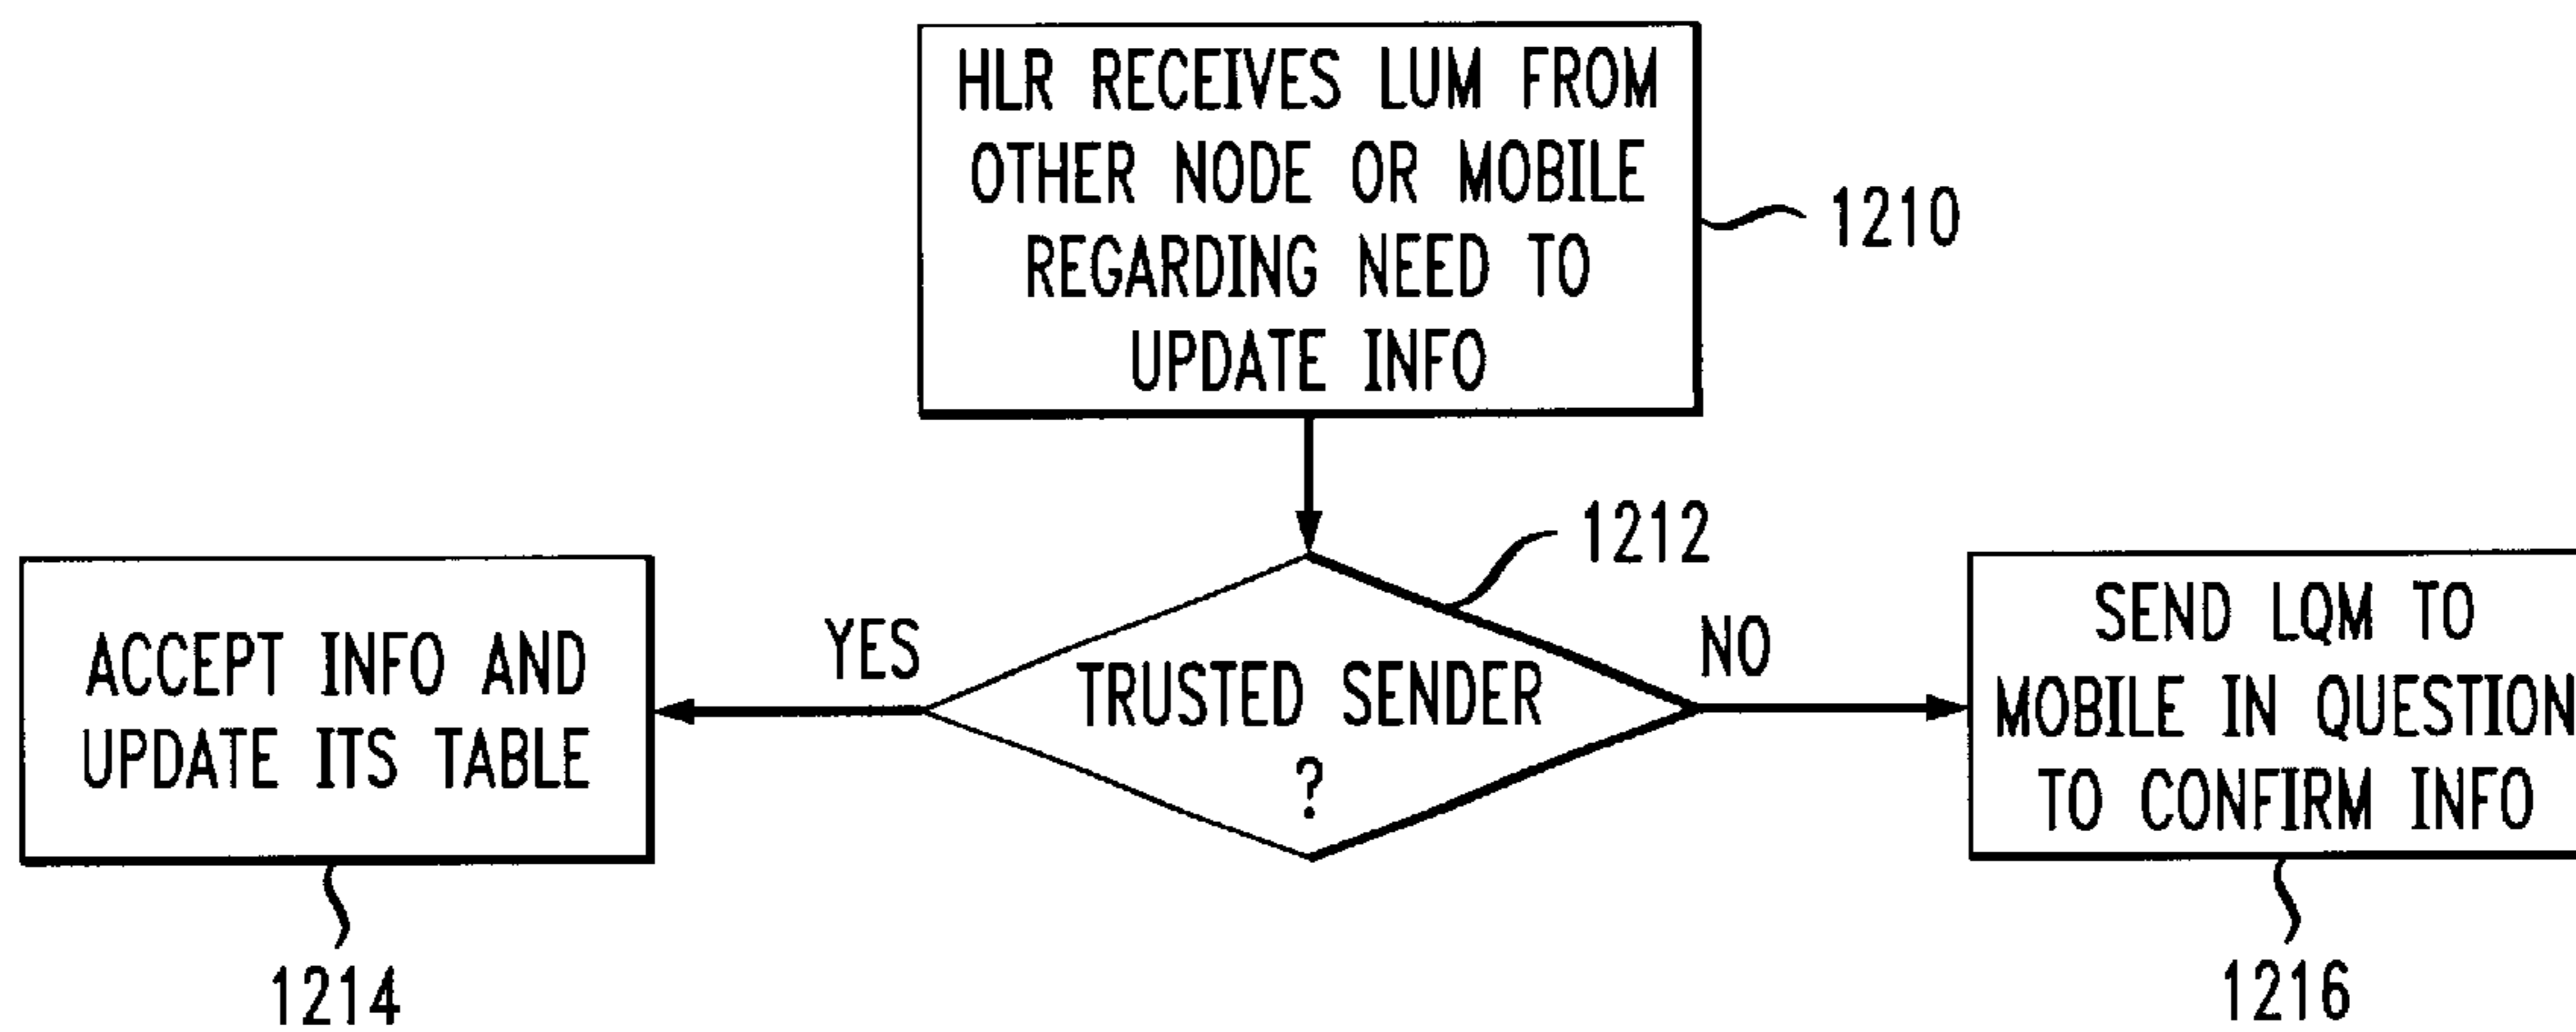 HLR RECEIVES LUM FROM
OTHER NODE OR MOBILE
REGARDING NEED TO
UPDATE INFO
1210
1212
YES
TRUSTED SENDER
?
NO
ACCEPT INFO AND
UPDATE ITS TABLE
1214
SEND LQM TO
MOBILE IN QUESTION
TO CONFIRM INFO
1216